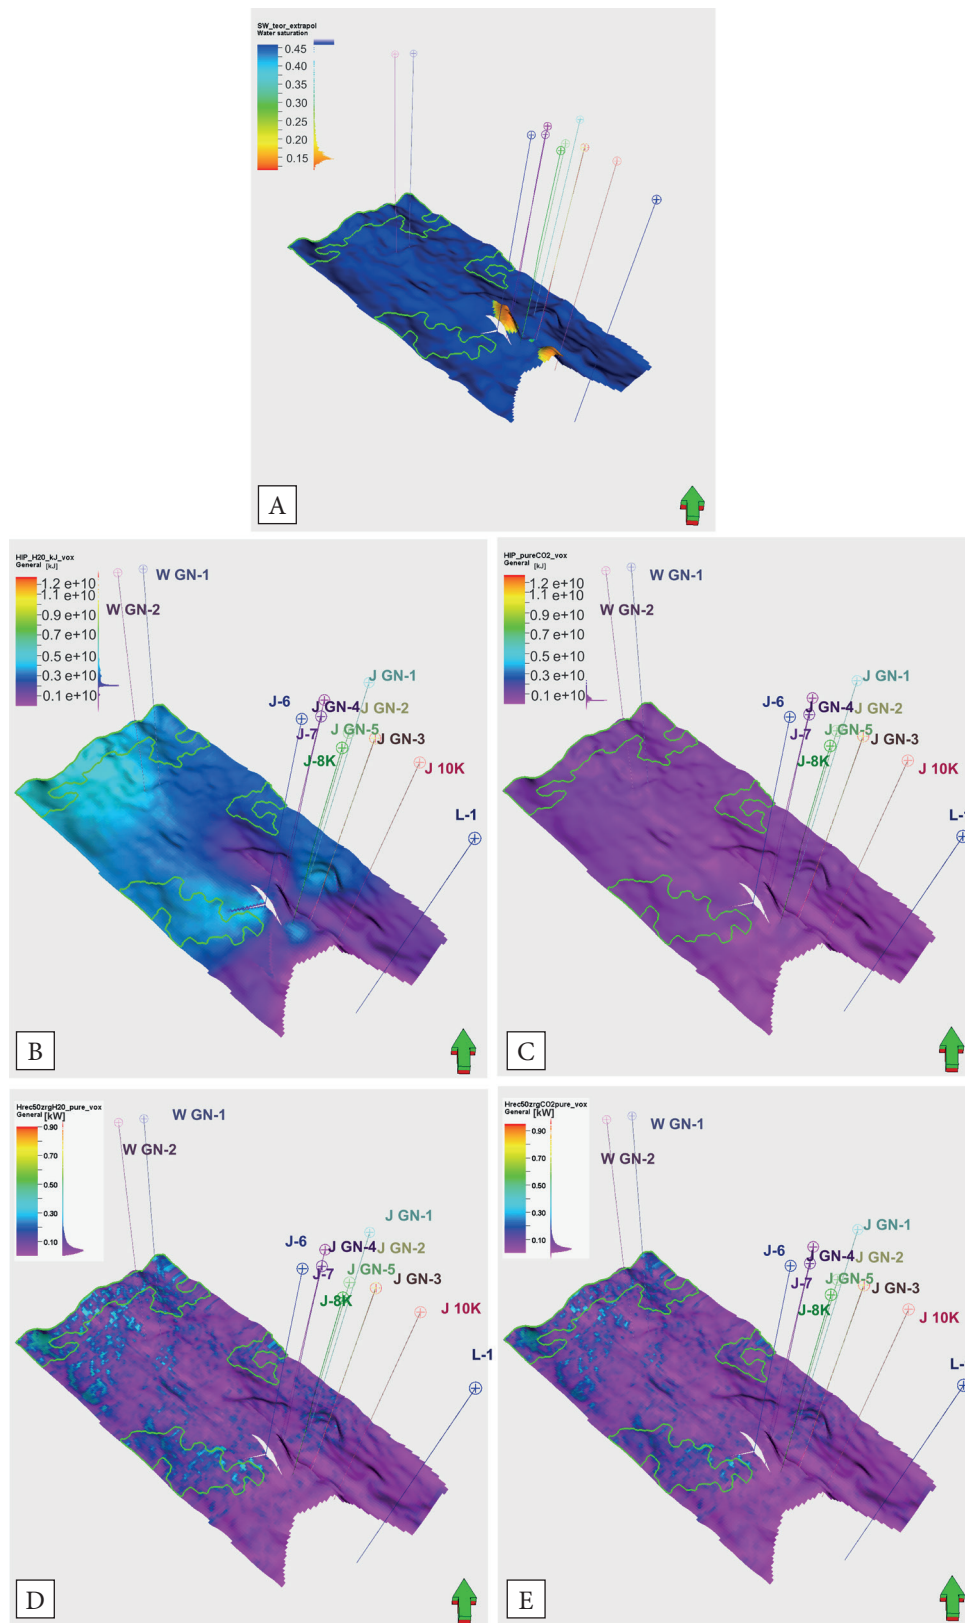 SW_teor_extrapol
Water saturation
0.45
0.40
0.35
0.30
0.25
0.20
0.15
A
HIP_H20_kJ_vox
General [kJ]
1.2 e+10
1.1 e+10
0.9 e+10
0.7 e+10
0.5 e+10
0.3 e+10
0.1 e+10
W GN-1
W GN-2
J GN-1
J-6
J GN-4
J GN-2
J-7
J GN-5
J GN-3
J-8K
J 10K
L-1
B
HIP_pureCO2_vox
General [kJ]
1.2 e+10
1.1 e+10
0.9 e+10
0.7 e+10
0.5 e+10
0.3 e+10
0.1 e+10
W GN-1
W GN-2
J GN-1
J-6
J GN-4
J GN-2
J-7
J GN-5
J GN-3
J-8K
J 10K
L-
C
Hrec50zrgH20_pure_vox
General [kW]
0.90
0.70
0.50
0.30
0.10
W GN-1
W GN-2
J GN-1
J-6
J GN-4
J GN-2
J-7
J GN-5
J GN-3
J-8K
J 10K
L-1
D
Hrec50zrgCO2pure_vox
General [kW]
0.90
0.70
0.50
0.30
0.10
W GN-1
W GN-2
J GN-1
J-6
J GN-4
J GN-2
J-7
J GN-5
J GN-3
J-8K
J 10K
L-
E